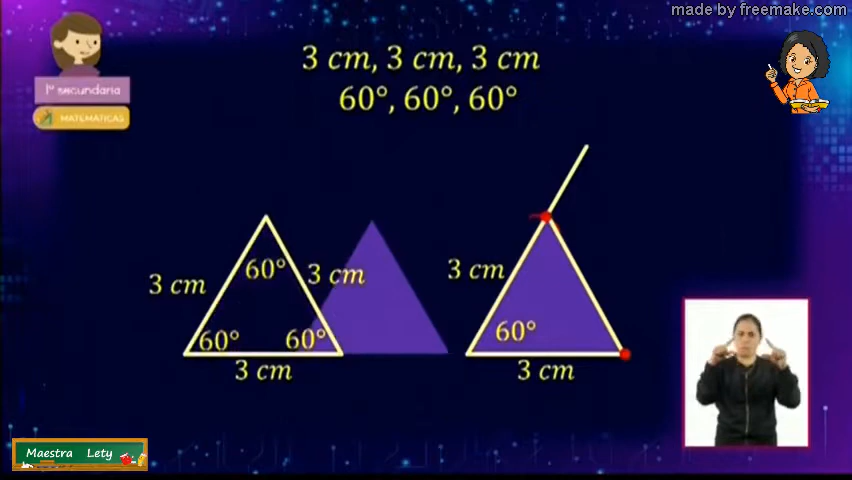 made by freemake.com
3 cm, 3 cm, 3 cm
60°, 60°, 60°
1° secundaria
MATEMÁTICAS
3 cm
60°
3 cm
60°
60°
3 cm
3 cm
60°
3 cm
Maestra Lety